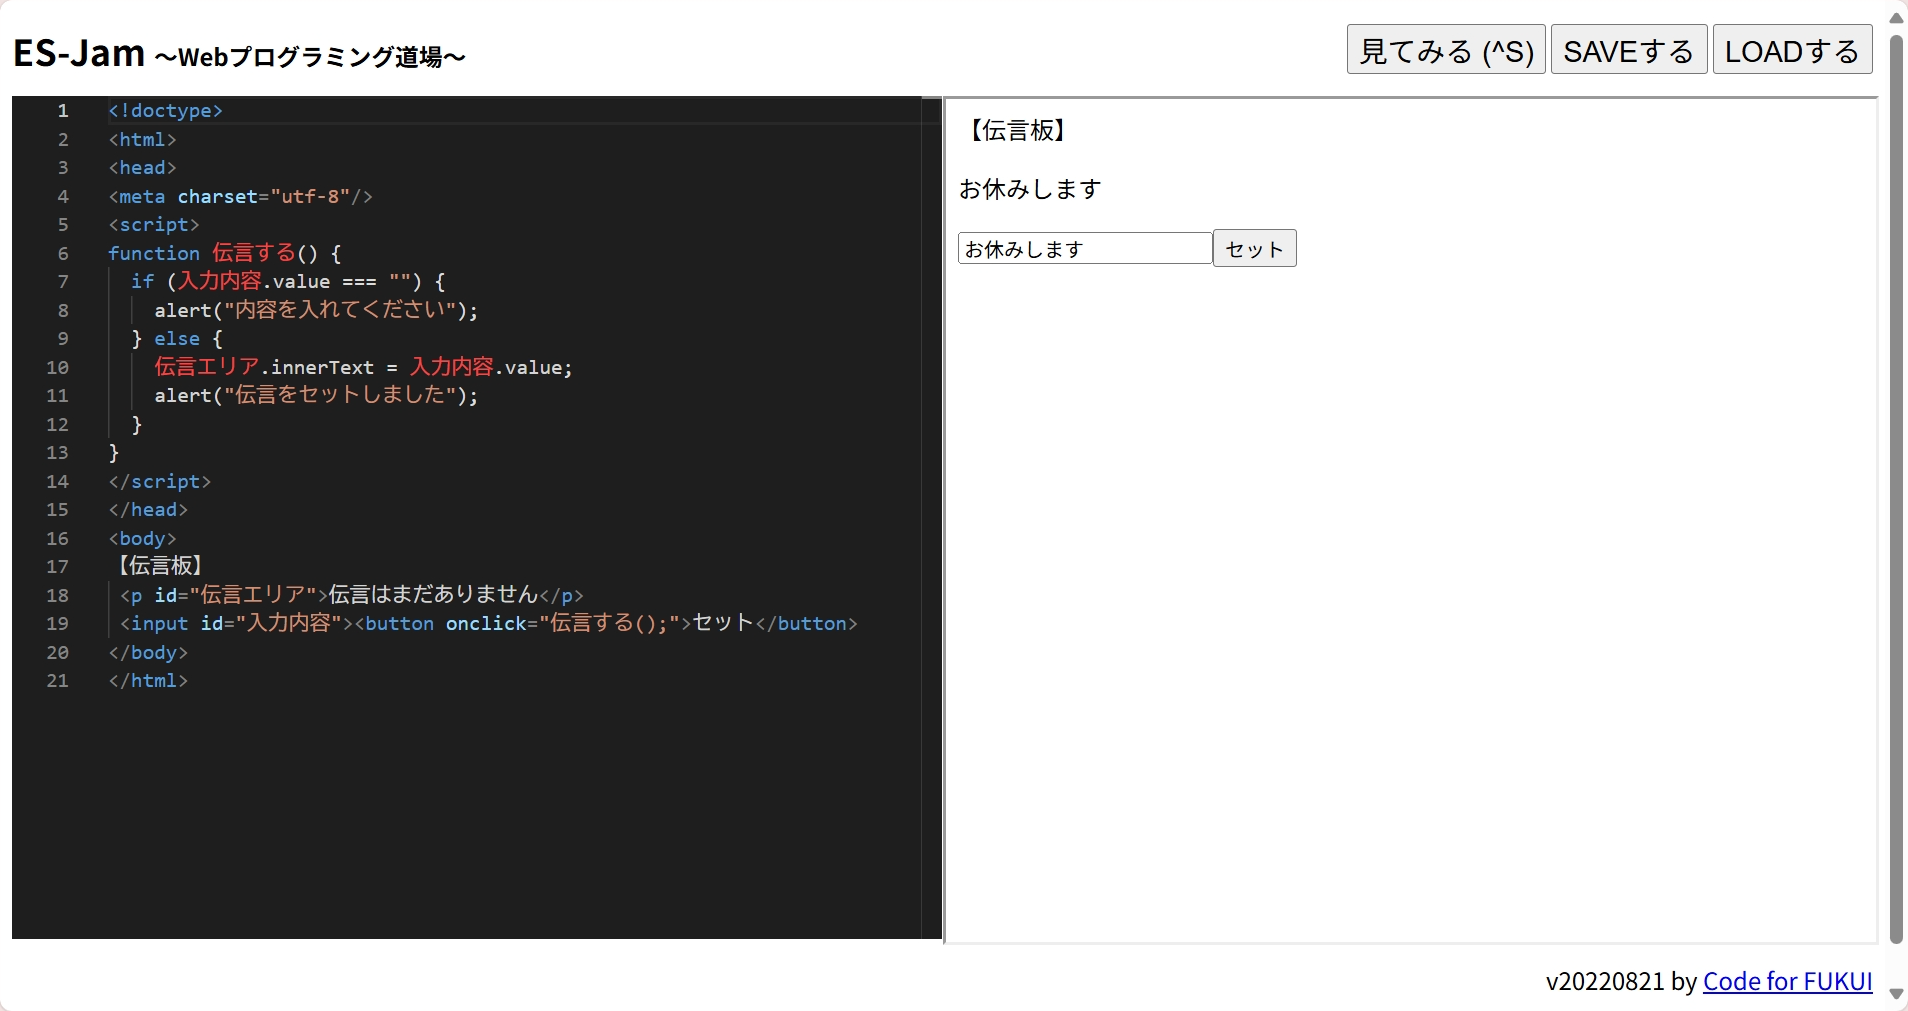 ES-Jam ～Webプログラミング道場～
見てみる (^S) SAVEする LOADする
1 <!doctype>
2 <html>
3 <head>
4 <meta charset="utf-8"/>
5 <script>
6 function 伝言する() {
7   if (入力内容.value === "") {
8     alert("内容を入れてください");
9   } else {
10     伝言エリア.innerText = 入力内容.value;
11     alert("伝言をセットしました");
12   }
13 }
14 </script>
15 </head>
16 <body>
17 【伝言板】
18  <p id="伝言エリア">伝言はまだありません</p>
19  <input id="入力内容"><button onclick="伝言する();">セット</button>
20 </body>
21 </html>
【伝言板】
お休みします
お休みします セット
v20220821 by Code for FUKUI